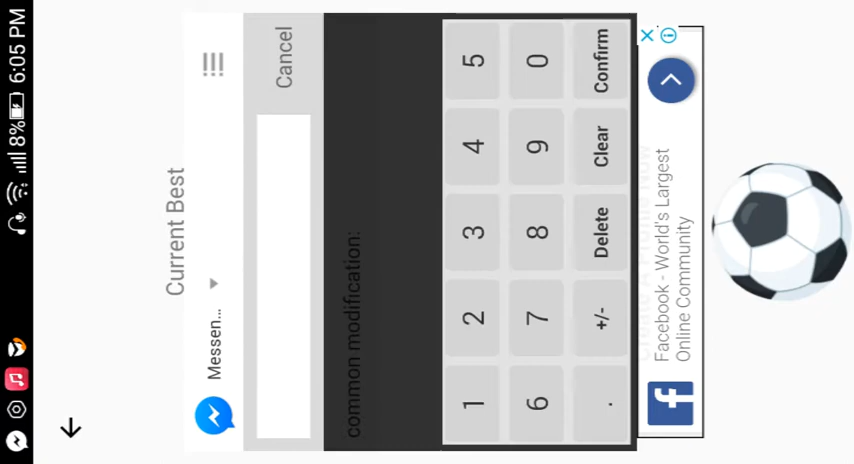 8% 6:05 PM
Current Best
Messen...
Cancel
common modification:
1 2 3 4 5
6 7 8 9 0
. +/- Delete Clear Confirm
Facebook - World's Largest
Online Community